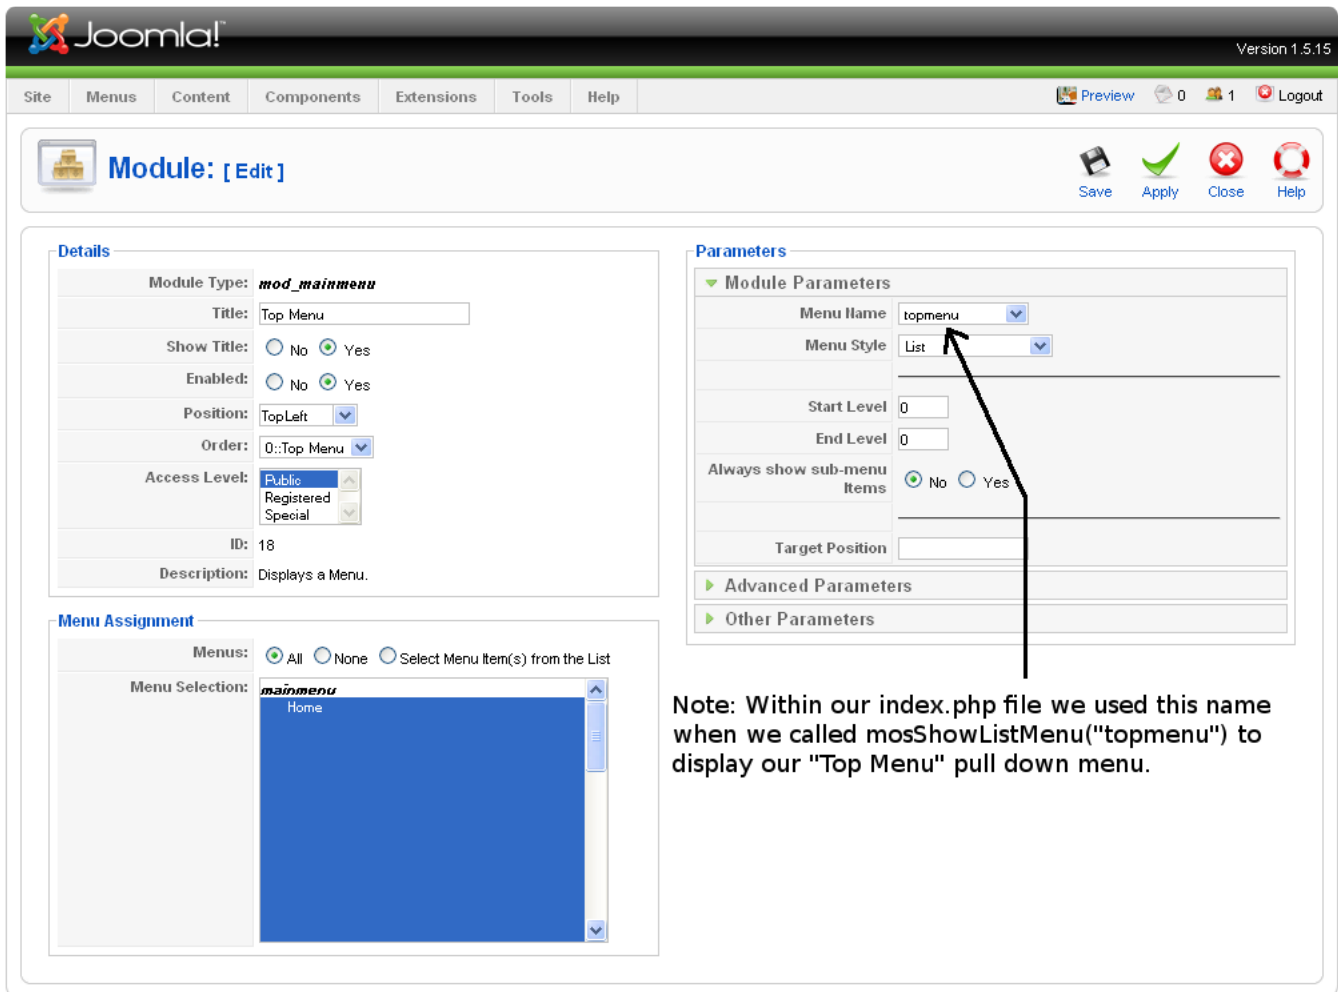 Joomla!
Version 1.5.15
Site Menus Content Components Extensions Tools Help Preview 0 1 Logout
Module: [ Edit ]
Save Apply Close Help
Details
Module Type: mod_mainmenu
Title: Top Menu
Show Title: No Yes
Enabled: No Yes
Position: TopLeft
Order: 0::Top Menu
Access Level: Public
Registered
Special
ID: 18
Description: Displays a Menu.
Menu Assignment
Menus: All None Select Menu Item(s) from the List
Menu Selection: mainmenu
Home
Parameters
Module Parameters
Menu Name topmenu
Menu Style List
Start Level 0
End Level 0
Always show sub-menu
Items No Yes
Target Position
Advanced Parameters
Other Parameters
Note: Within our index.php file we used this name
when we called mosShowListMenu("topmenu") to
display our "Top Menu" pull down menu.